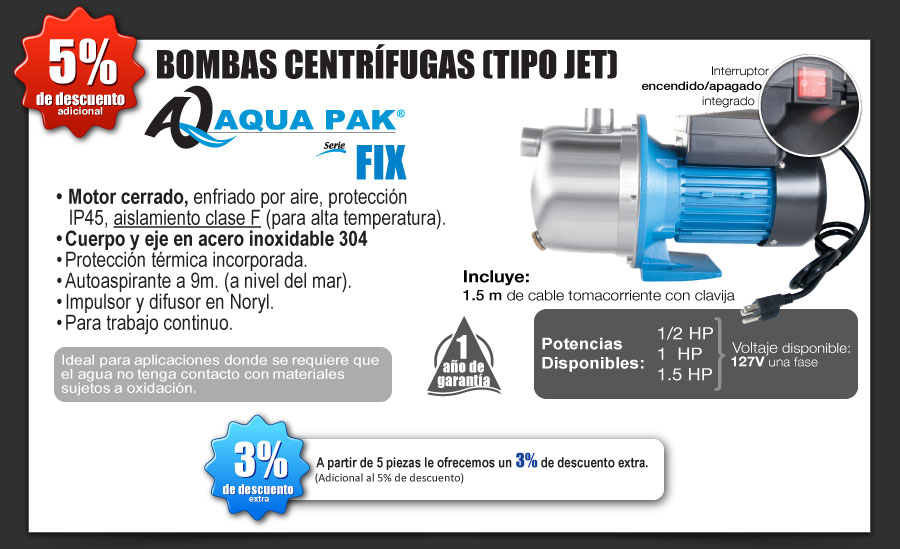 5%
de descuento
adicional
BOMBAS CENTRÍFUGAS (TIPO JET)
AQUA PAK®
Serie
FIX
Interruptor
encendido/apagado
integrado
• Motor cerrado, enfriado por aire, protección
IP45, aislamiento clase F (para alta temperatura).
• Cuerpo y eje en acero inoxidable 304
• Protección térmica incorporada.
• Autoaspirante a 9m. (a nivel del mar).
• Impulsor y difusor en Noryl.
• Para trabajo continuo.
Incluye:
1.5 m de cable tomacorriente con clavija
Ideal para aplicaciones donde se requiere que
el agua no tenga contacto con materiales
sujetos a oxidación.
1
año de
garantía
Potencias
Disponibles:
1/2 HP
1 HP
1.5 HP
Voltaje disponible:
127V una fase
3%
de descuento
extra
A partir de 5 piezas le ofrecemos un 3% de descuento extra.
(Adicional al 5% de descuento)